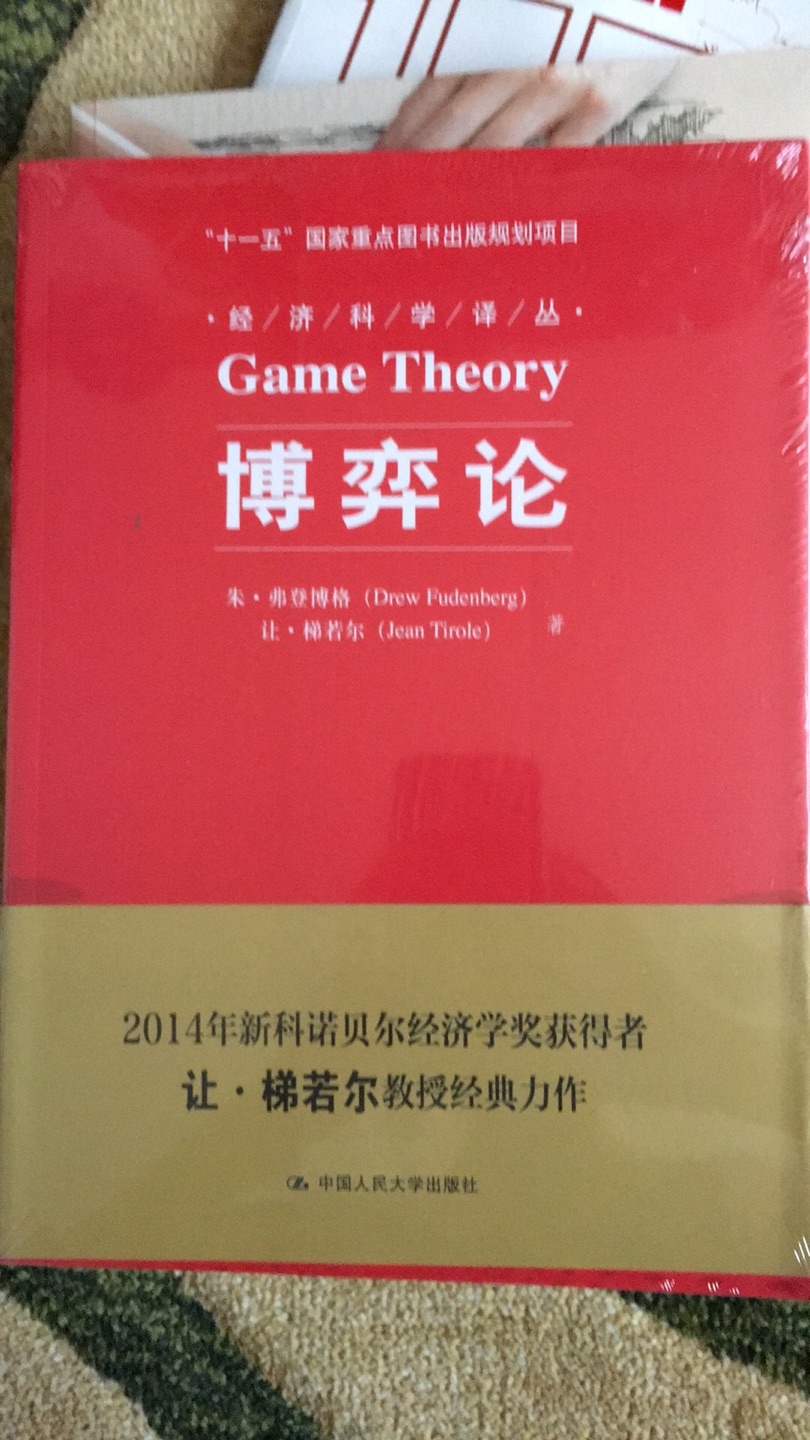 “十一五”国家重点图书出版规划项目
·经/济/科/学/译/丛·
Game Theory
博弈论
朱·弗登博格（Drew Fudenberg）
让·梯若尔（Jean Tirole） 著
2014年新科诺贝尔经济学奖获得者
让·梯若尔教授经典力作
中国人民大学出版社